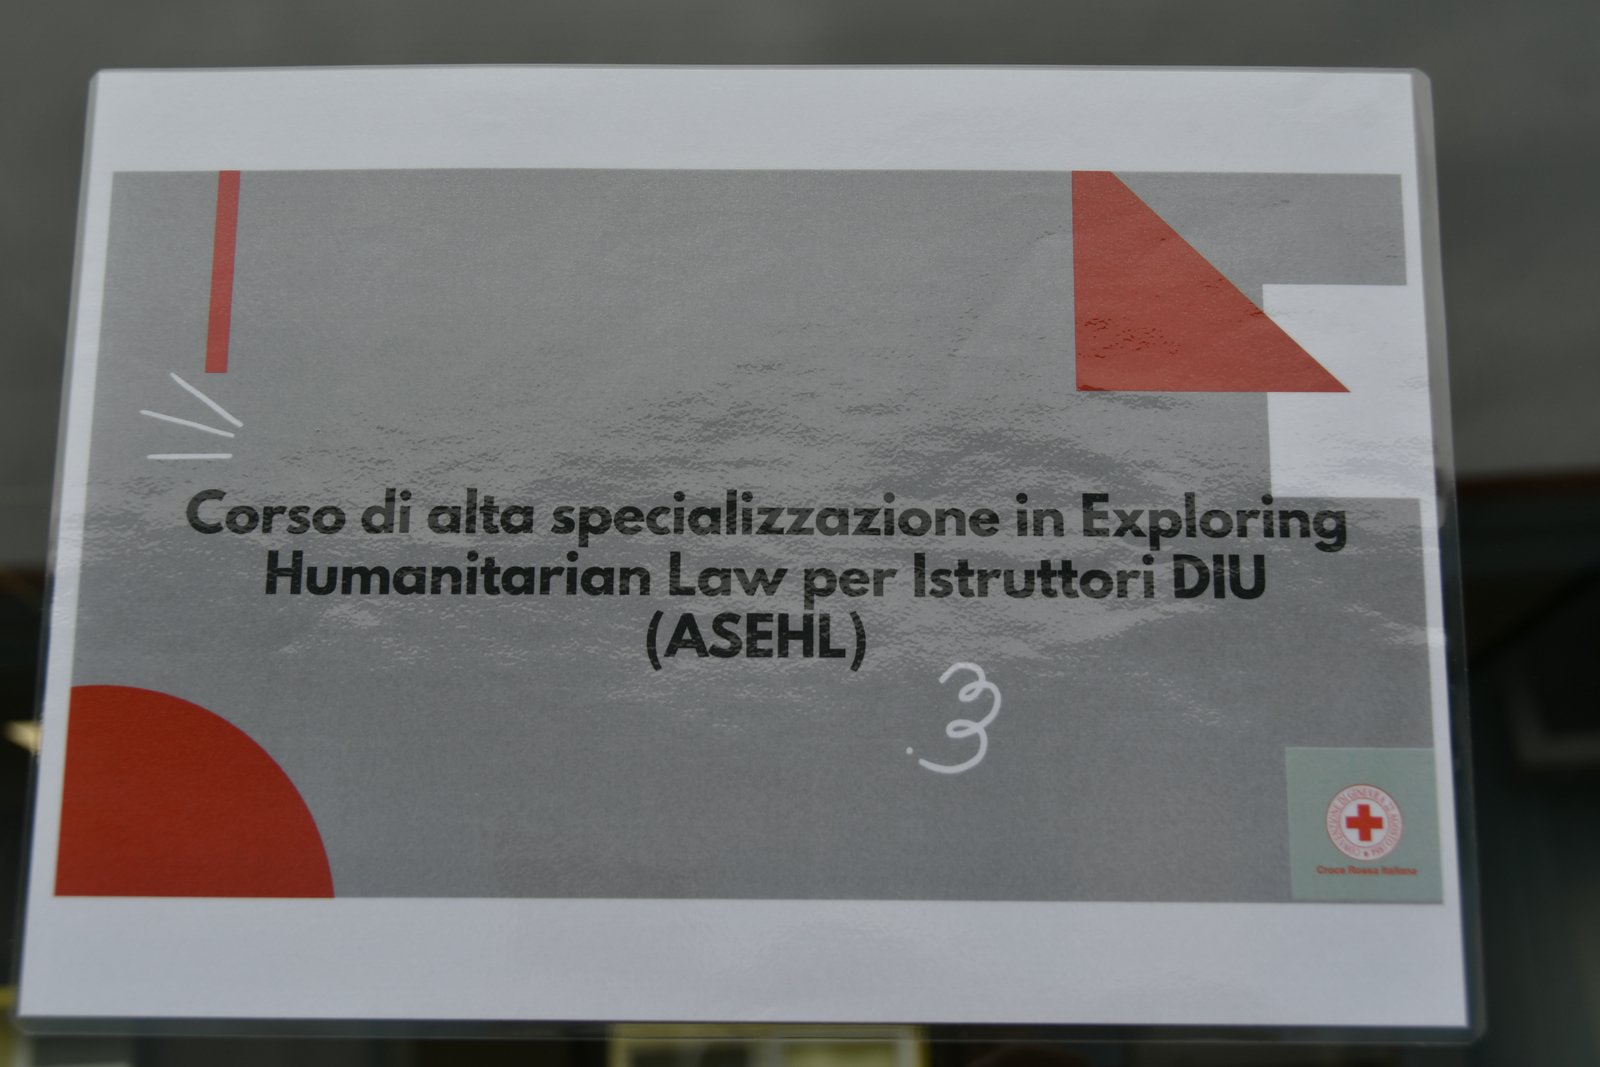 Corso di alta specializzazione in Exploring
Humanitarian Law per Istruttori DIU
(ASEHL)
Croce Rossa Italiana